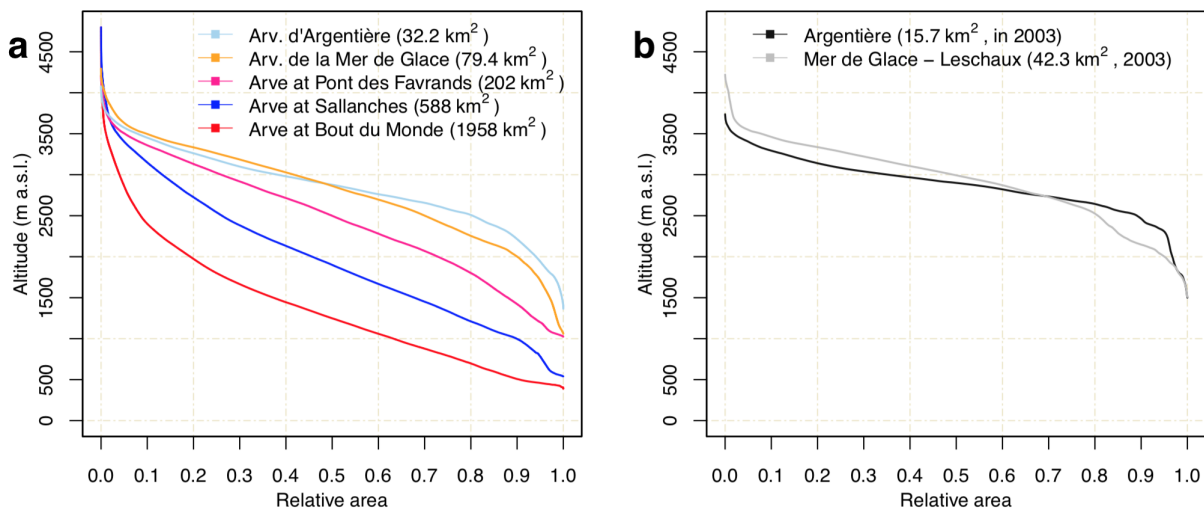 a
Arv. d'Argentière (32.2 km² )
Arv. de la Mer de Glace (79.4 km² )
Arve at Pont des Favrands (202 km² )
Arve at Sallanches (588 km² )
Arve at Bout du Monde (1958 km² )
Altitude (m a.s.l.)
4500
3500
2500
1500
500
0
0.0 0.1 0.2 0.3 0.4 0.5 0.6 0.7 0.8 0.9 1.0
Relative area
b
Argentière (15.7 km² , in 2003)
Mer de Glace − Leschaux (42.3 km² , 2003)
Altitude (m a.s.l.)
4500
3500
2500
1500
500
0
0.0 0.1 0.2 0.3 0.4 0.5 0.6 0.7 0.8 0.9 1.0
Relative area